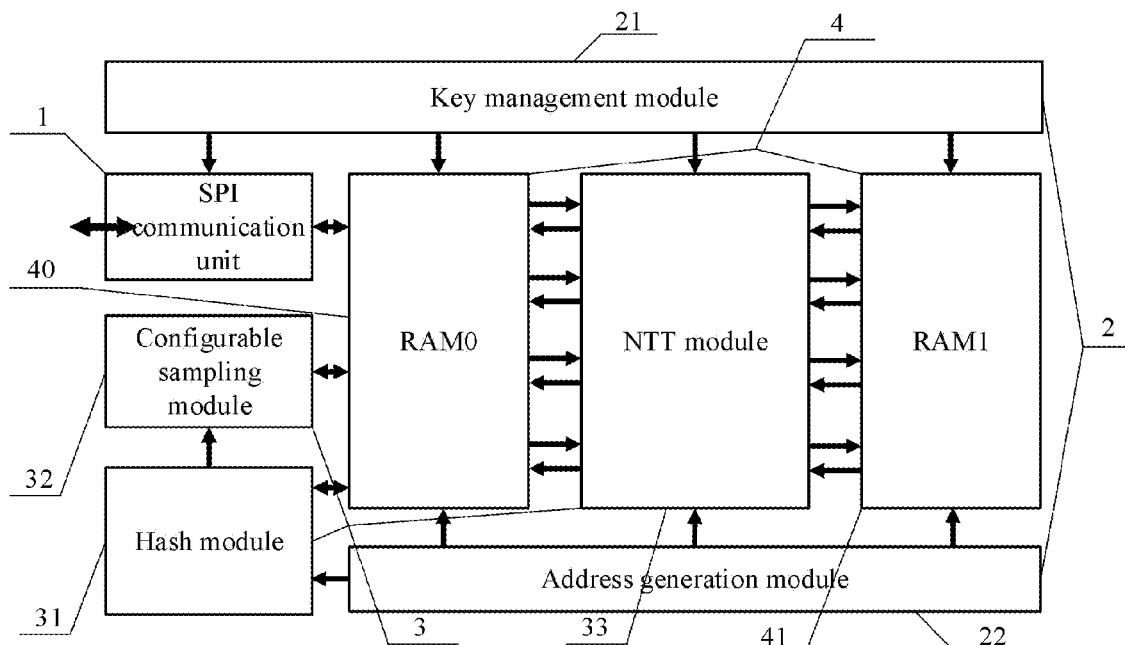 21
4
Key management module
1
SPI
communication
unit
40
RAM0
NTT module
RAM1
2
Configurable
sampling
module
32
Hash module
Address generation module
31
3
33
41
22